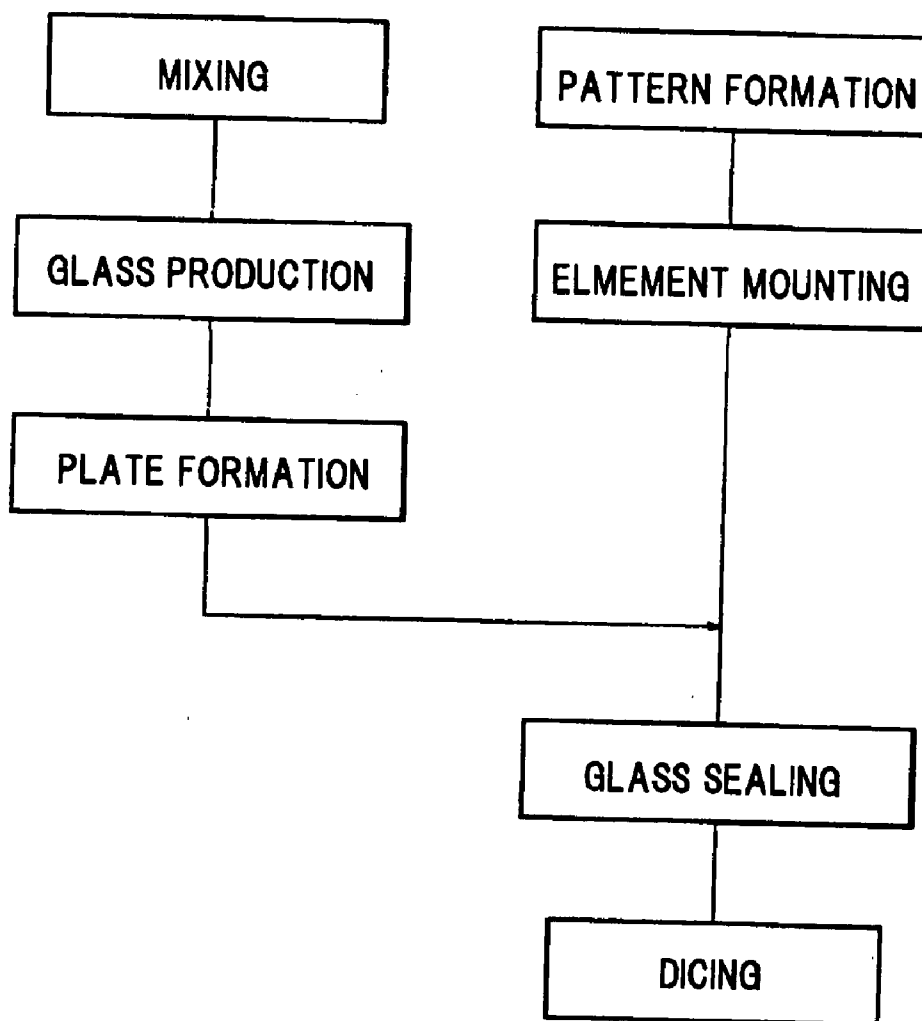 MIXING
GLASS PRODUCTION
PLATE FORMATION
PATTERN FORMATION
ELMEMENT MOUNTING
GLASS SEALING
DICING